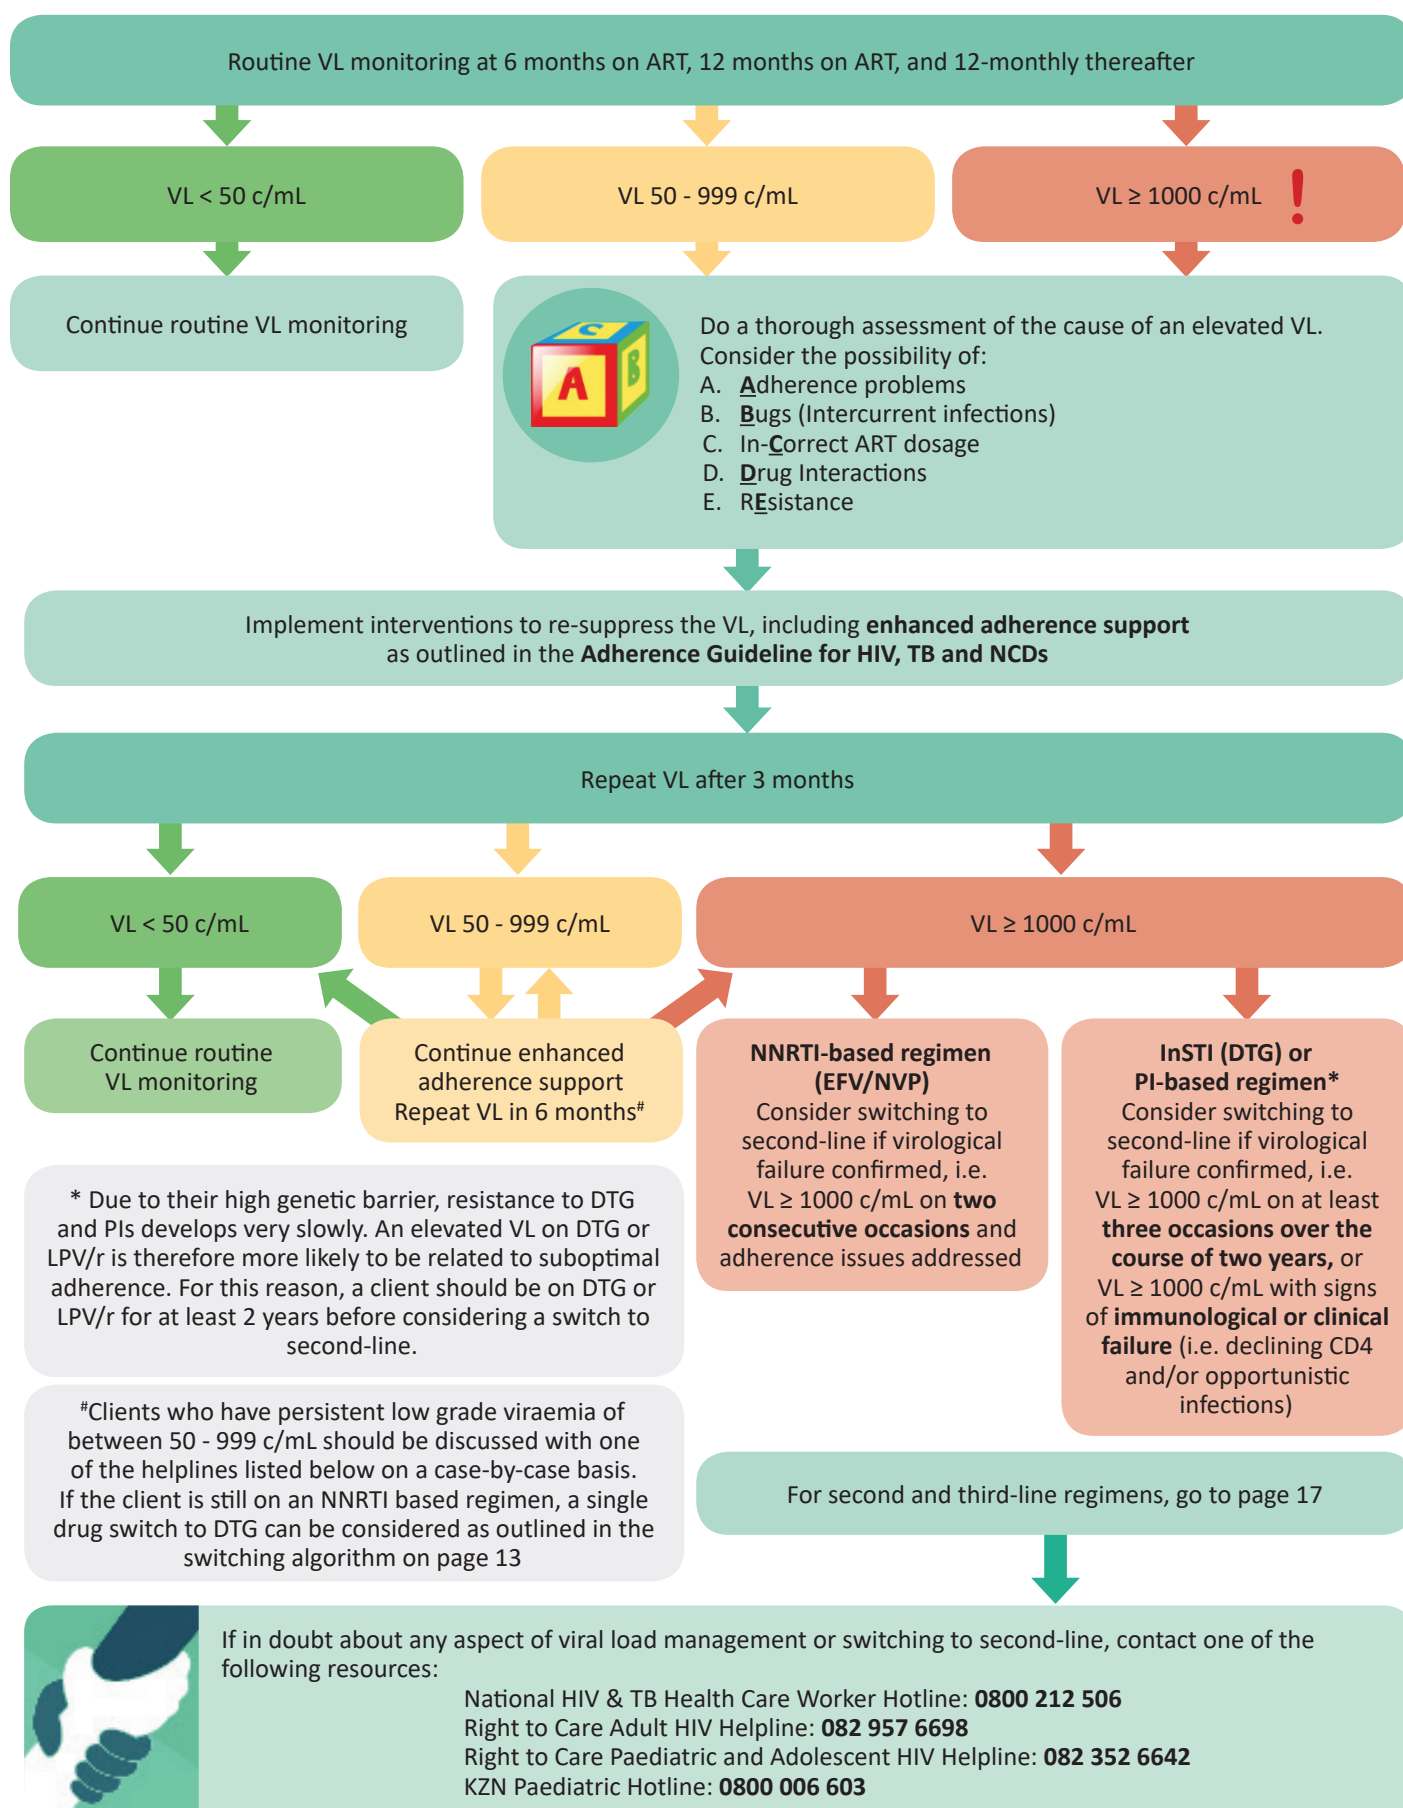 Routine VL monitoring at 6 months on ART, 12 months on ART, and 12-monthly thereafter
VL < 50 c/mL
VL 50 - 999 c/mL
VL ≥ 1000 c/mL !
Continue routine VL monitoring
C
A
B
Do a thorough assessment of the cause of an elevated VL.
Consider the possibility of:
A. Adherence problems
B. Bugs (Intercurrent infections)
C. In-Correct ART dosage
D. Drug Interactions
E. REsistance
Implement interventions to re-suppress the VL, including enhanced adherence support
as outlined in the Adherence Guideline for HIV, TB and NCDs
Repeat VL after 3 months
VL < 50 c/mL
VL 50 - 999 c/mL
VL ≥ 1000 c/mL
Continue routine
VL monitoring
Continue enhanced
adherence support
Repeat VL in 6 months#
NNRTI-based regimen
(EFV/NVP)
Consider switching to
second-line if virological
failure confirmed, i.e.
VL ≥ 1000 c/mL on two
consecutive occasions and
adherence issues addressed
InSTI (DTG) or
PI-based regimen*
Consider switching to
second-line if virological
failure confirmed, i.e.
VL ≥ 1000 c/mL on at least
three occasions over the
course of two years, or
VL ≥ 1000 c/mL with signs
of immunological or clinical
failure (i.e. declining CD4
and/or opportunistic
infections)
* Due to their high genetic barrier, resistance to DTG
and PIs develops very slowly. An elevated VL on DTG or
LPV/r is therefore more likely to be related to suboptimal
adherence. For this reason, a client should be on DTG or
LPV/r for at least 2 years before considering a switch to
second-line.
#Clients who have persistent low grade viraemia of
between 50 - 999 c/mL should be discussed with one
of the helplines listed below on a case-by-case basis.
If the client is still on an NNRTI based regimen, a single
drug switch to DTG can be considered as outlined in the
switching algorithm on page 13
For second and third-line regimens, go to page 17
If in doubt about any aspect of viral load management or switching to second-line, contact one of the
following resources:
National HIV & TB Health Care Worker Hotline: 0800 212 506
Right to Care Adult HIV Helpline: 082 957 6698
Right to Care Paediatric and Adolescent HIV Helpline: 082 352 6642
KZN Paediatric Hotline: 0800 006 603